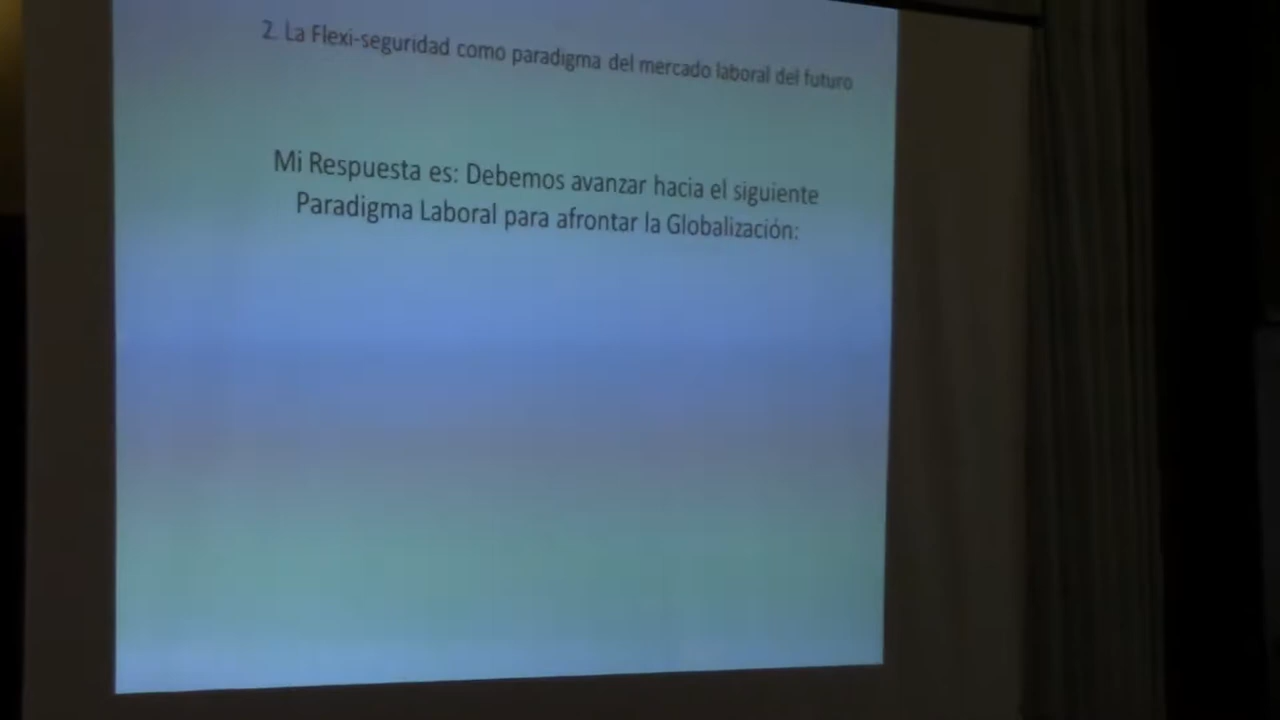 2. La Flexi-seguridad como paradigma del mercado laboral del futuro
Mi Respuesta es: Debemos avanzar hacia el siguiente
Paradigma Laboral para afrontar la Globalización: